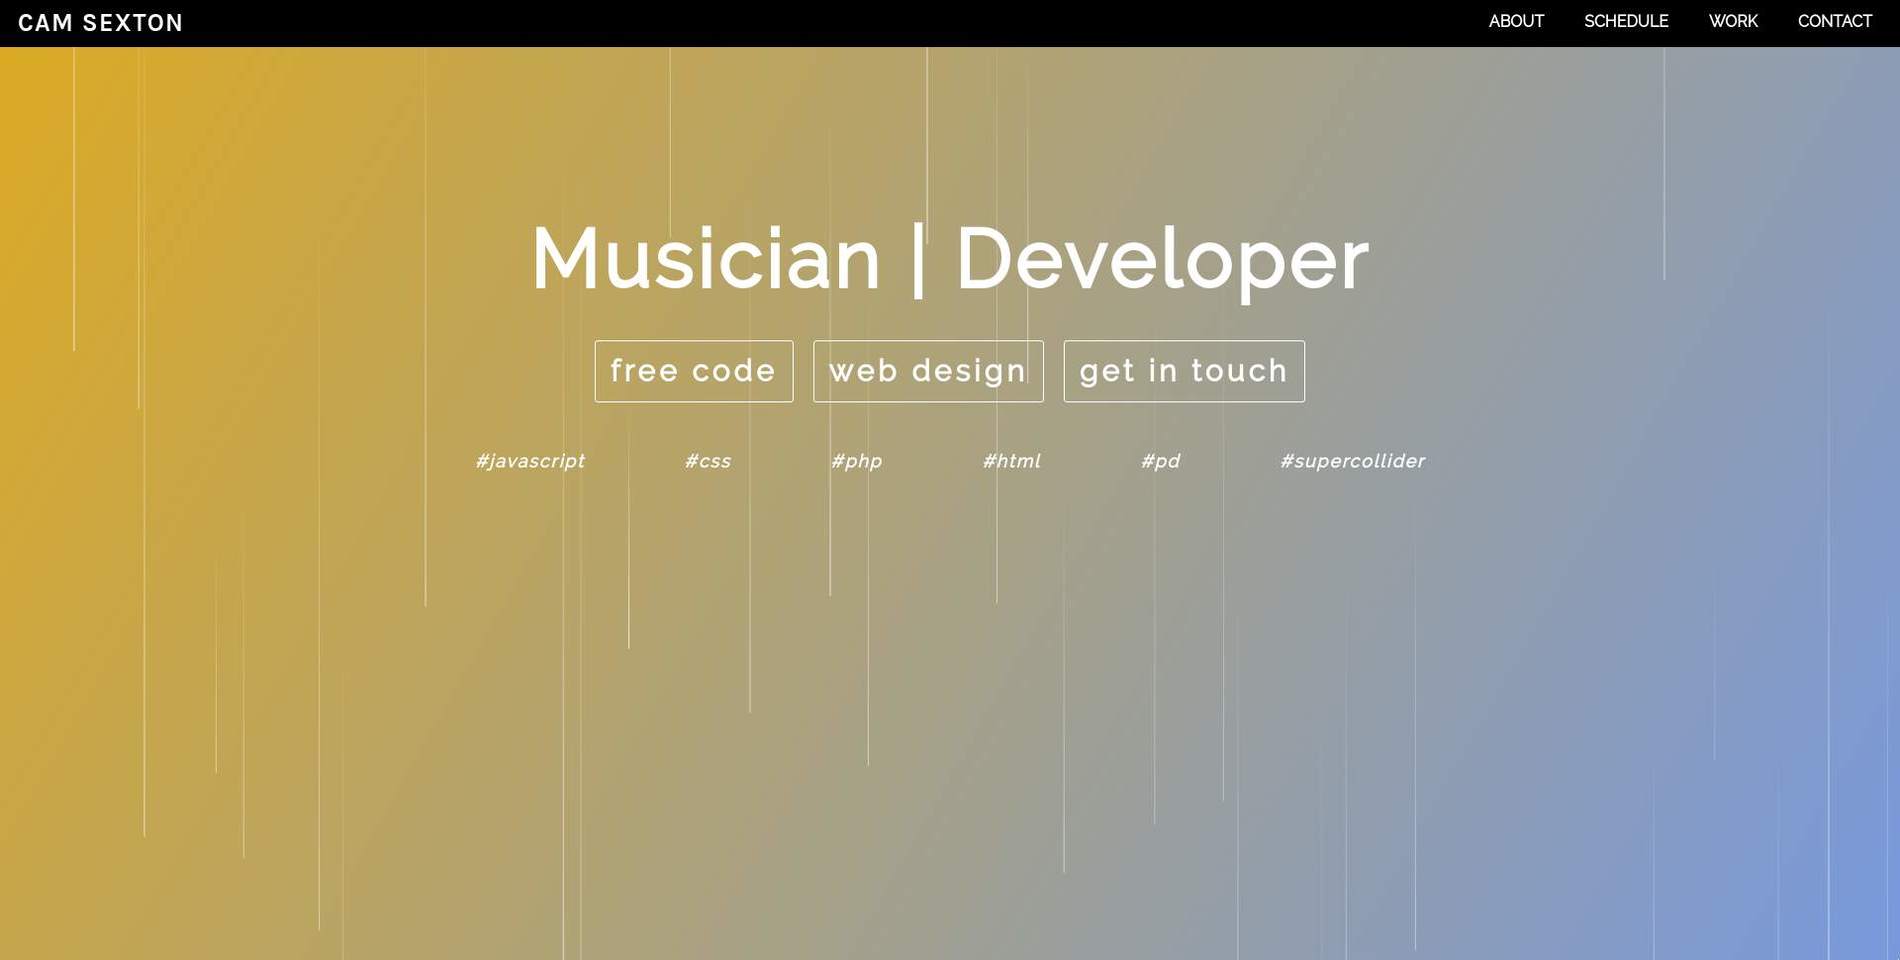 CAM SEXTON ABOUT SCHEDULE WORK CONTACT
Musician | Developer
free code web design get in touch
#javascript #css #php #html #pd #supercollider